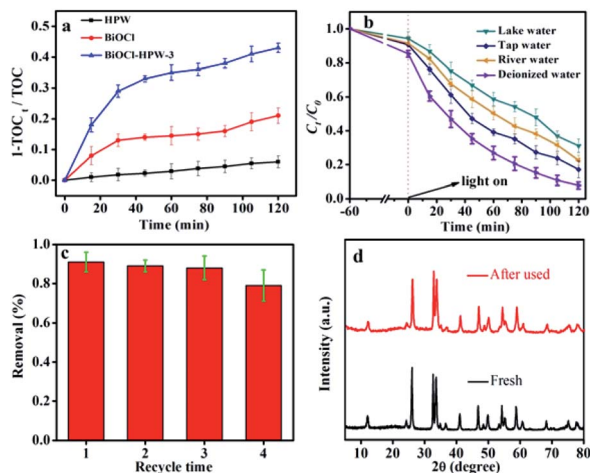 a
HPW
BiOCl
BiOCl-HPW-3
1-TOCt / TOC
0.5
0.4
0.3
0.2
0.1
0.0
0 20 40 60 80 100 120
Time (min)
b
Lake water
Tap water
River water
Deionized water
Ct/C0
1.0
0.8
0.6
0.4
0.2
0.0
light on
-60 0 15 30 45 60 75 90 105 120
Time (min)
c
Removal (%)
1.0
0.8
0.6
0.4
0.2
0.0
1 2 3 4
Recycle time
d
After used
Fresh
Intensity (a.u.)
10 20 30 40 50 60 70 80
2θ (degree)